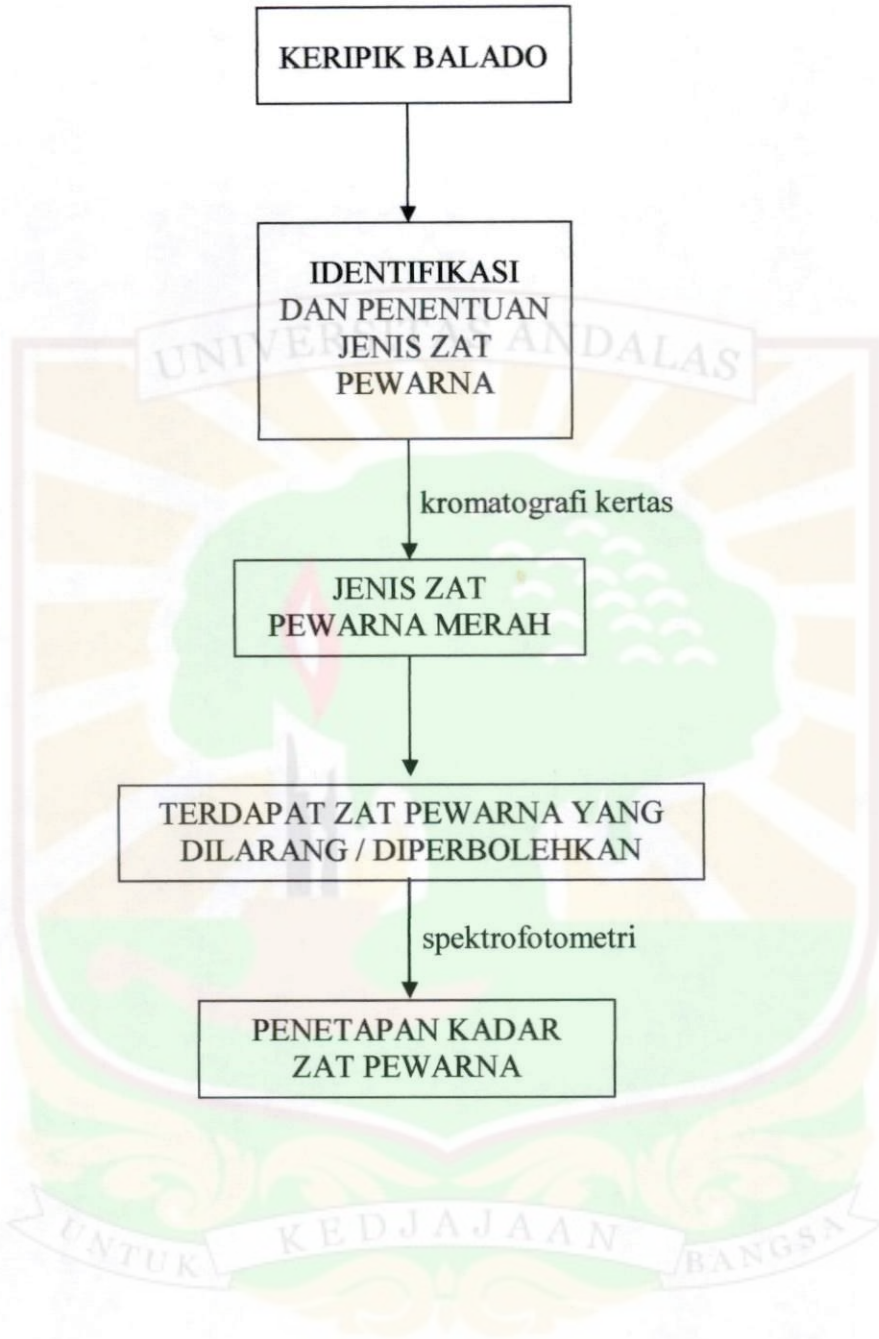 KERIPIK BALADO
IDENTIFIKASI
DAN PENENTUAN
JENIS ZAT
PEWARNA
UNIVERSITAS ANDALAS
kromatografi kertas
JENIS ZAT
PEWARNA MERAH
TERDAPAT ZAT PEWARNA YANG
DILARANG / DIPERBOLEHKAN
spektrofotometri
PENETAPAN KADAR
ZAT PEWARNA
UNTUK KEDJAJAAN BANGSA